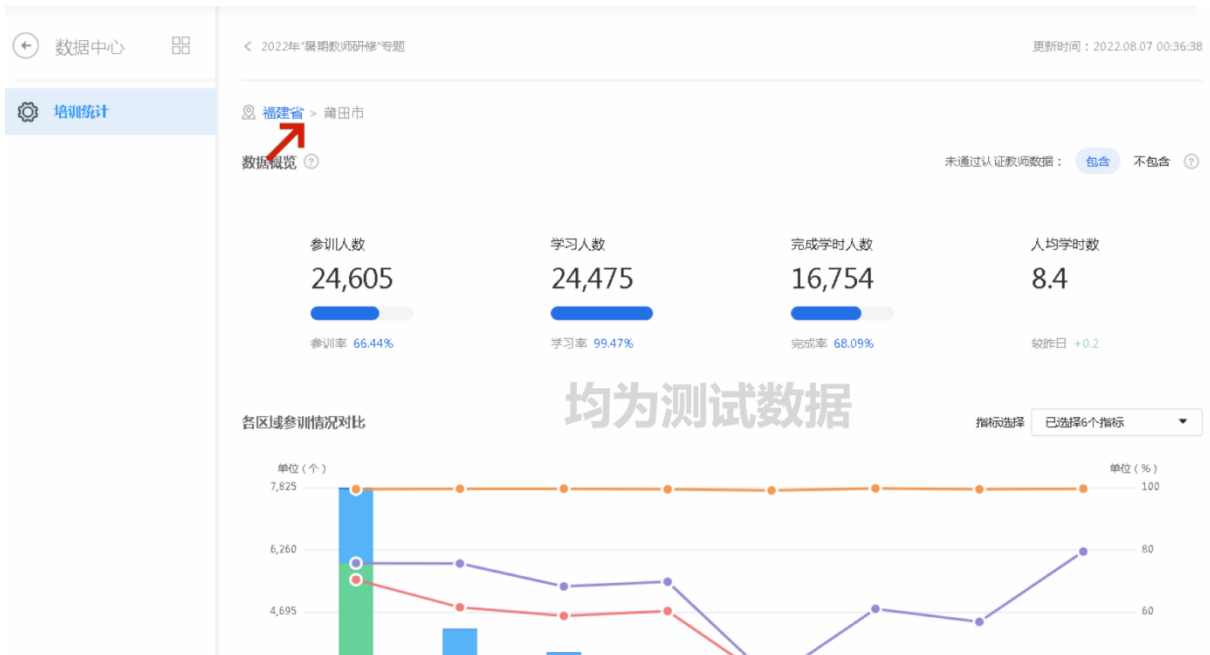 数据中心
< 2022年"暑期教师研修"专题
更新时间：2022.08.07 00:36:38
培训统计
福建省 > 莆田市
数据概览 ?
未通过认证教师数据： 包含 不包含 ?
参训人数 学习人数 完成学时人数 人均学时数
24,605 24,475 16,754 8.4
参训率 66.44% 学习率 99.47% 完成率 68.09% 较昨日 +0.2
均为测试数据
各区域参训情况对比
指标选择 已选择6个指标
单位（个） 单位（%）
7,825 100
6,260 80
4,695 60